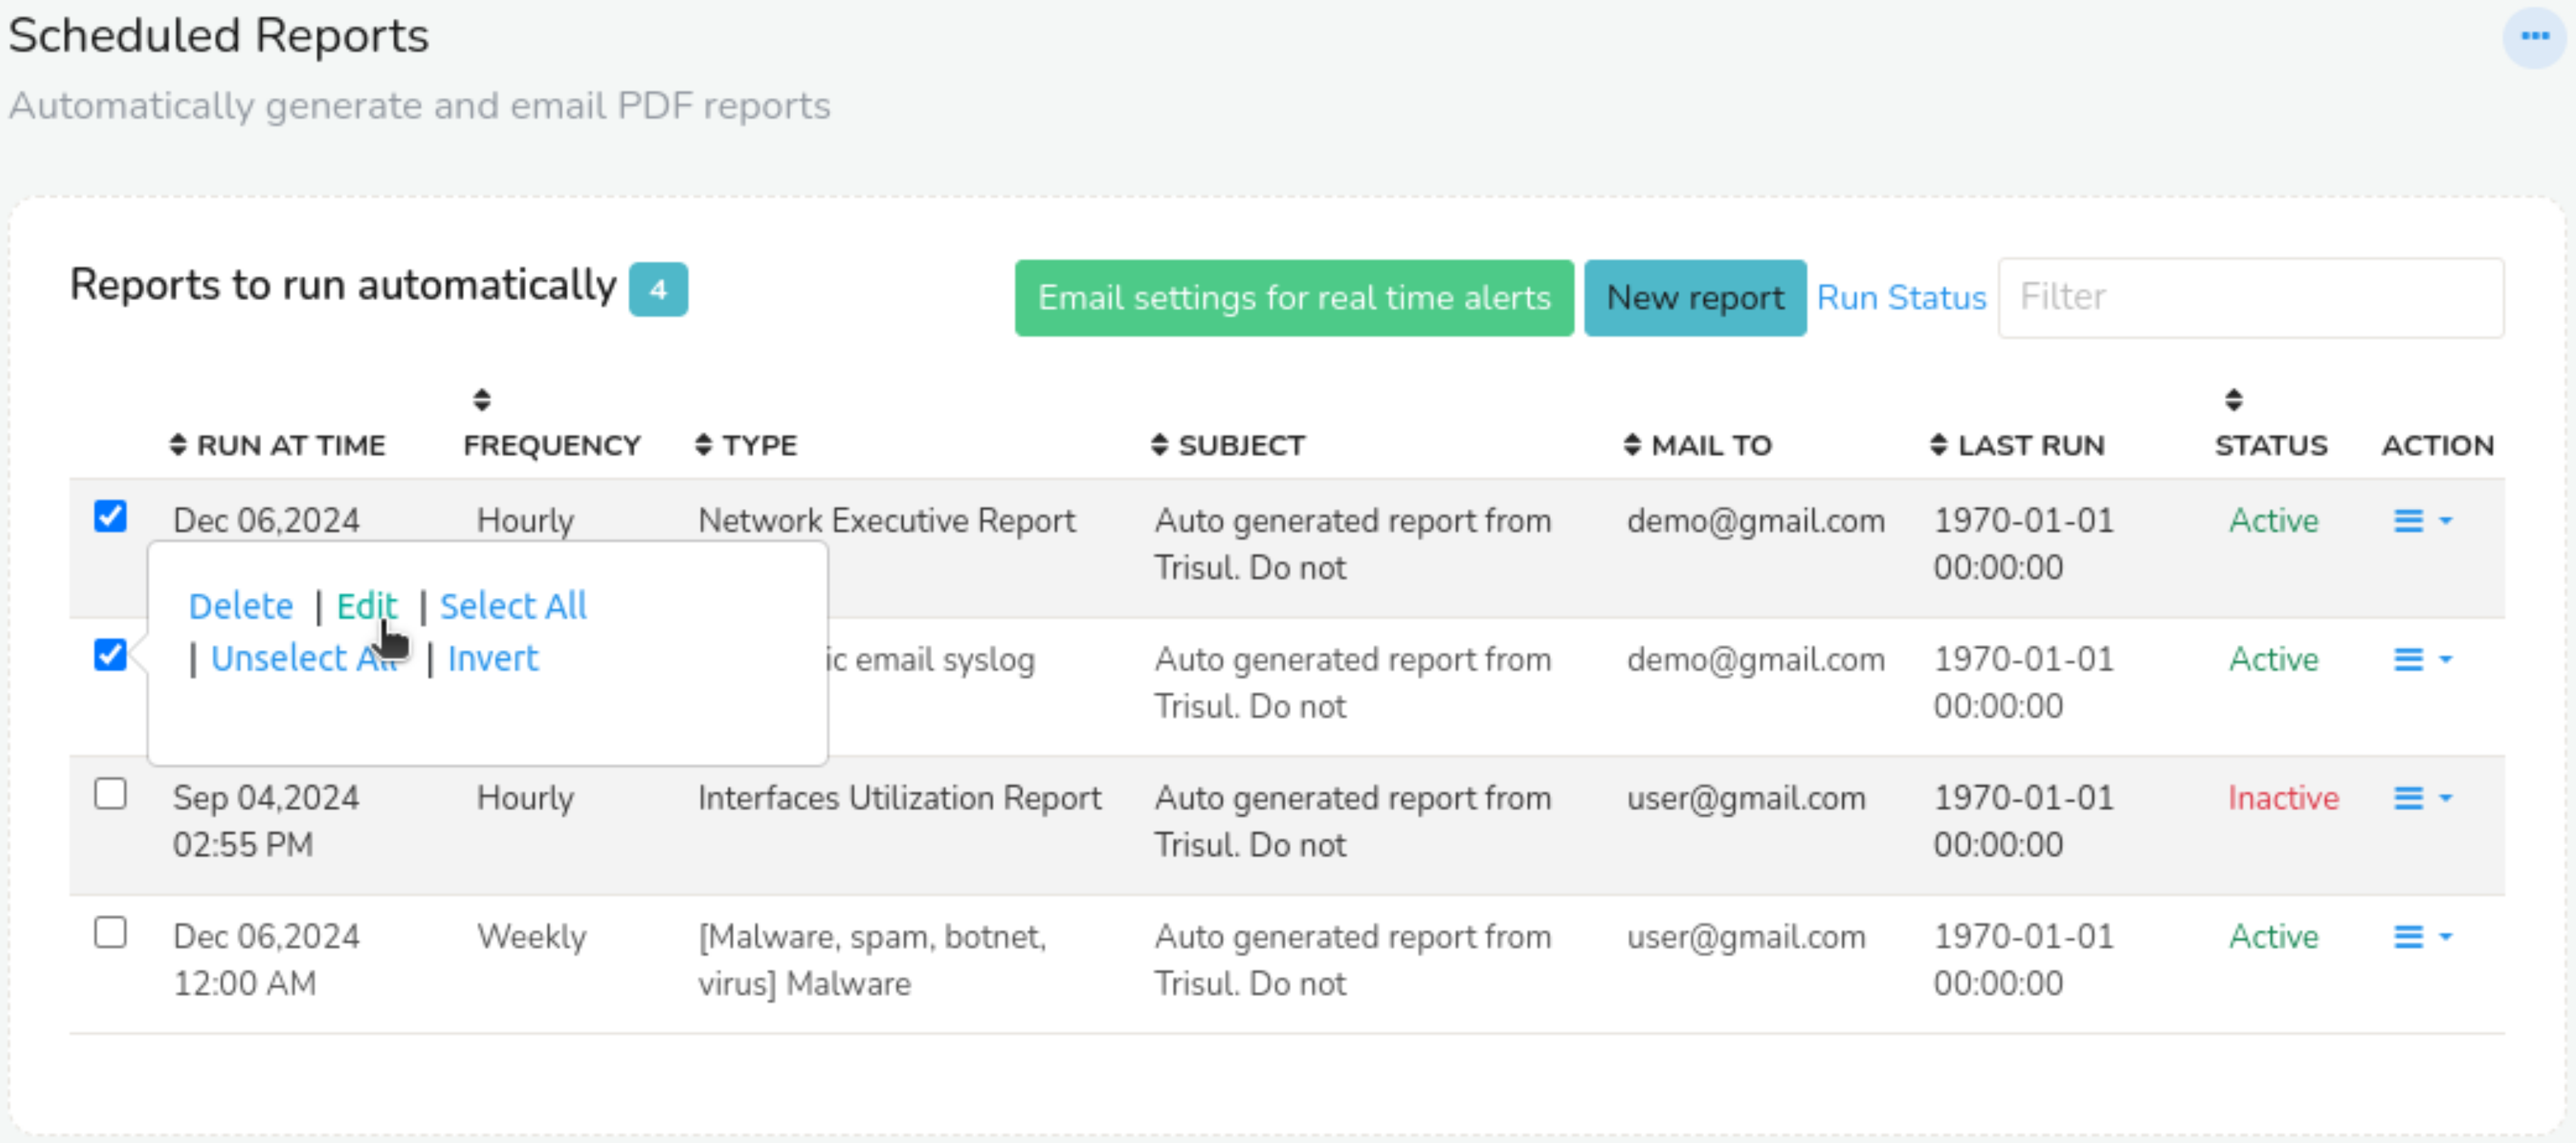 Scheduled Reports
Automatically generate and email PDF reports
Reports to run automatically 4 Email settings for real time alerts New report Run Status Filter
RUN AT TIME FREQUENCY TYPE SUBJECT MAIL TO LAST RUN STATUS ACTION
Dec 06,2024 Hourly Network Executive Report Auto generated report from demo@gmail.com 1970-01-01 Active
Trisul. Do not 00:00:00
Delete | Edit | Select All
| Unselect All | Invert
email syslog Auto generated report from demo@gmail.com 1970-01-01 Active
Trisul. Do not 00:00:00
Sep 04,2024 Hourly Interfaces Utilization Report Auto generated report from user@gmail.com 1970-01-01 Inactive
02:55 PM Trisul. Do not 00:00:00
Dec 06,2024 Weekly [Malware, spam, botnet, Auto generated report from user@gmail.com 1970-01-01 Active
12:00 AM virus] Malware Trisul. Do not 00:00:00